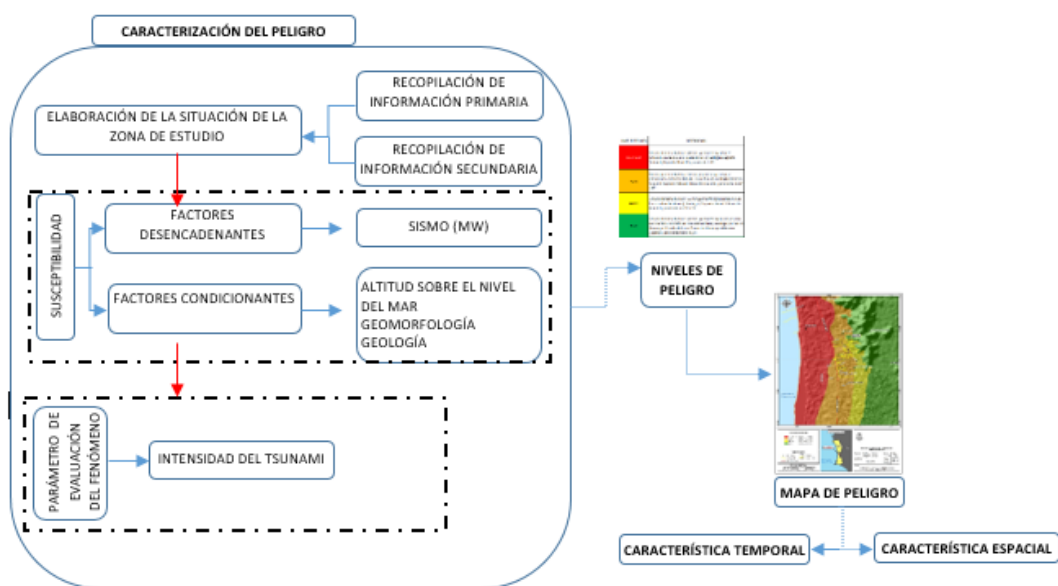 CARACTERIZACIÓN DEL PELIGRO
RECOPILACIÓN DE
INFORMACIÓN PRIMARIA
ELABORACIÓN DE LA SITUACIÓN DE LA
ZONA DE ESTUDIO
RECOPILACIÓN DE
INFORMACIÓN SECUNDARIA
SUSCEPTIBILIDAD
FACTORES
DESENCADENANTES
SISMO (MW)
FACTORES CONDICIONANTES
ALTITUD SOBRE EL NIVEL
DEL MAR
GEOMORFOLOGÍA
GEOLOGÍA
PARÁMETRO DE
EVALUACIÓN
DEL FENÓMENO
INTENSIDAD DEL TSUNAMI
NIVELES DE
PELIGRO
MAPA DE PELIGRO
CARACTERÍSTICA TEMPORAL
CARACTERÍSTICA ESPACIAL